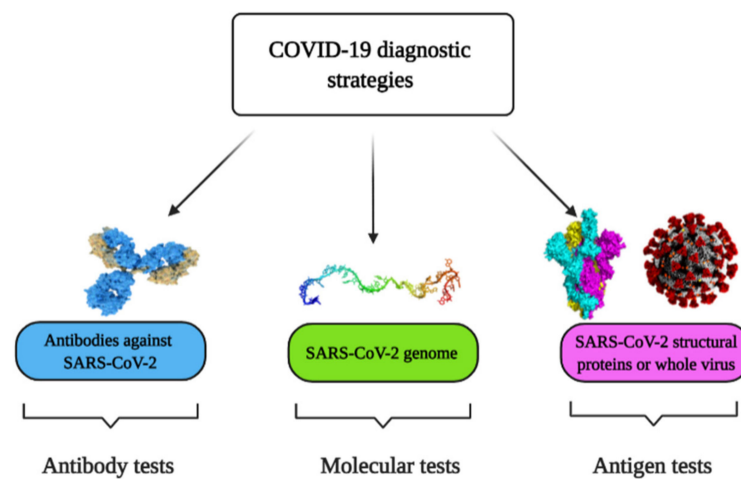 COVID-19 diagnostic
strategies
Antibodies against
SARS-CoV-2
SARS-CoV-2 genome
SARS-CoV-2 structural
proteins or whole virus
Antibody tests
Molecular tests
Antigen tests